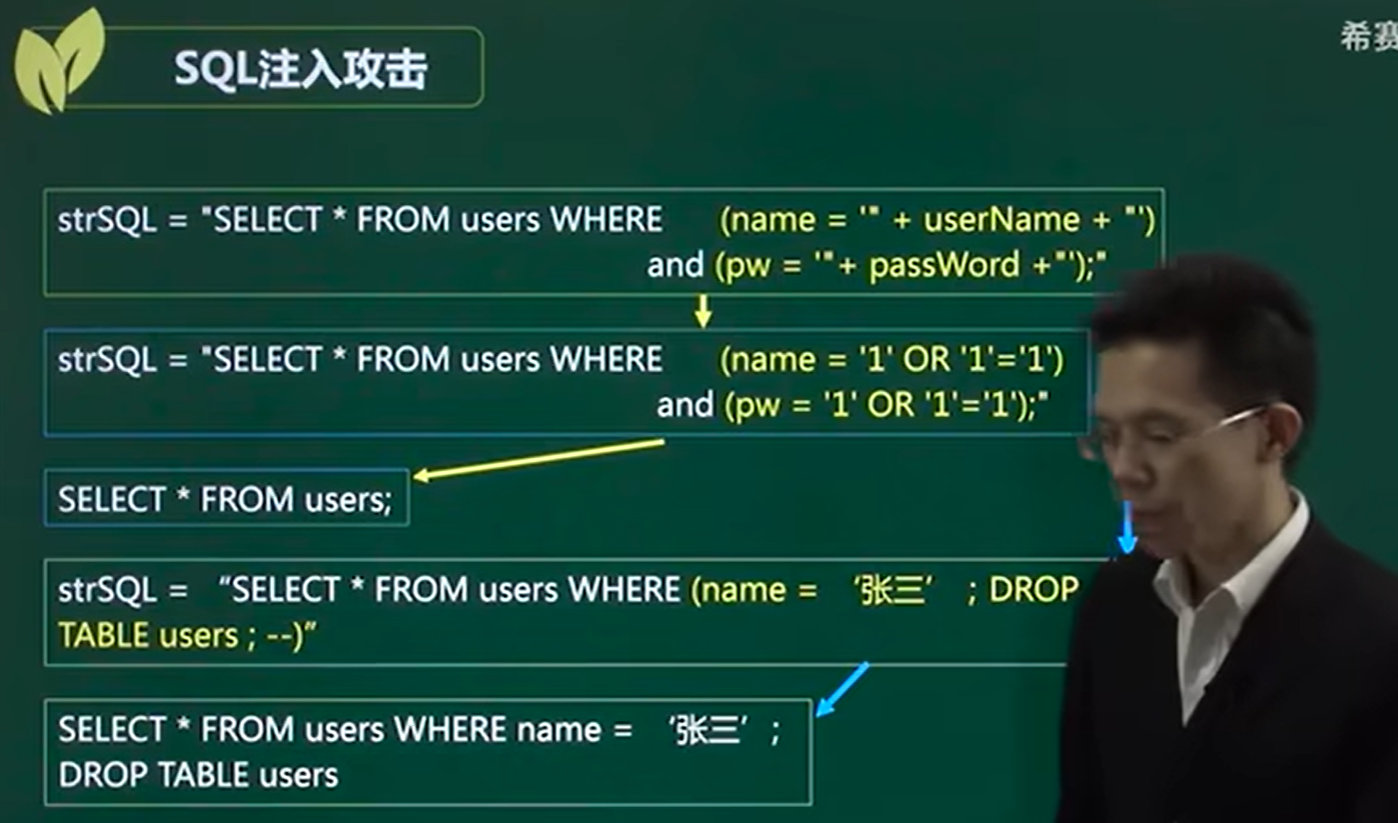 SQL注入攻击
希赛
strSQL = "SELECT * FROM users WHERE (name = '" + userName + "')
and (pw = '"+ passWord +"');"
strSQL = "SELECT * FROM users WHERE (name = '1' OR '1'='1')
and (pw = '1' OR '1'='1');"
SELECT * FROM users;
strSQL = “SELECT * FROM users WHERE (name = ‘张三’ ; DROP
TABLE users ; --)”
SELECT * FROM users WHERE name = ‘张三’ ;
DROP TABLE users